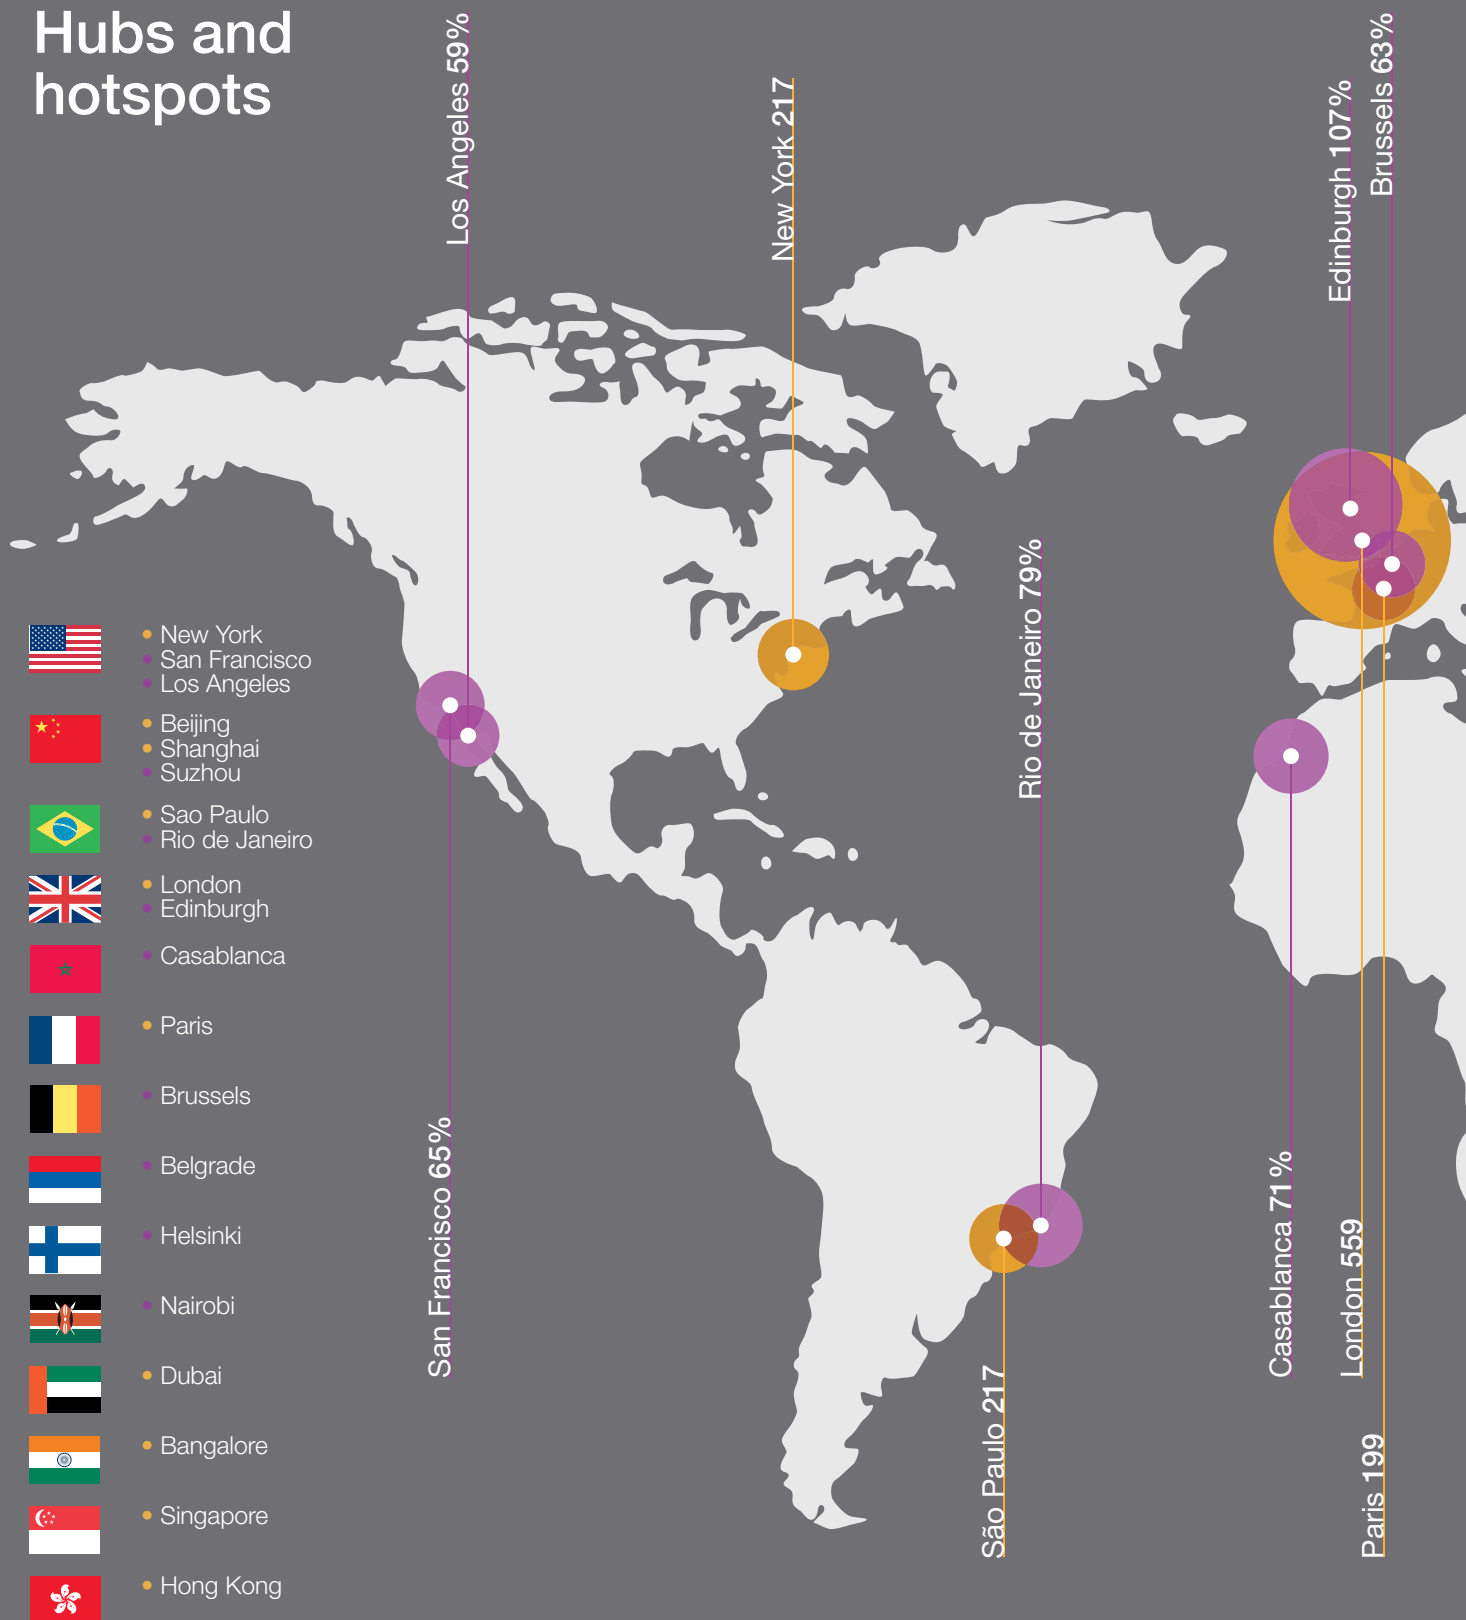 Hubs and
hotspots
Los Angeles 59%
New York 217
Edinburgh 107%
Brussels 63%
Rio de Janeiro 79%
San Francisco 65%
São Paulo 217
Casablanca 71%
London 559
Paris 199
New York
San Francisco
Los Angeles
Beijing
Shanghai
Suzhou
Sao Paulo
Rio de Janeiro
London
Edinburgh
Casablanca
Paris
Brussels
Belgrade
Helsinki
Nairobi
Dubai
Bangalore
Singapore
Hong Kong